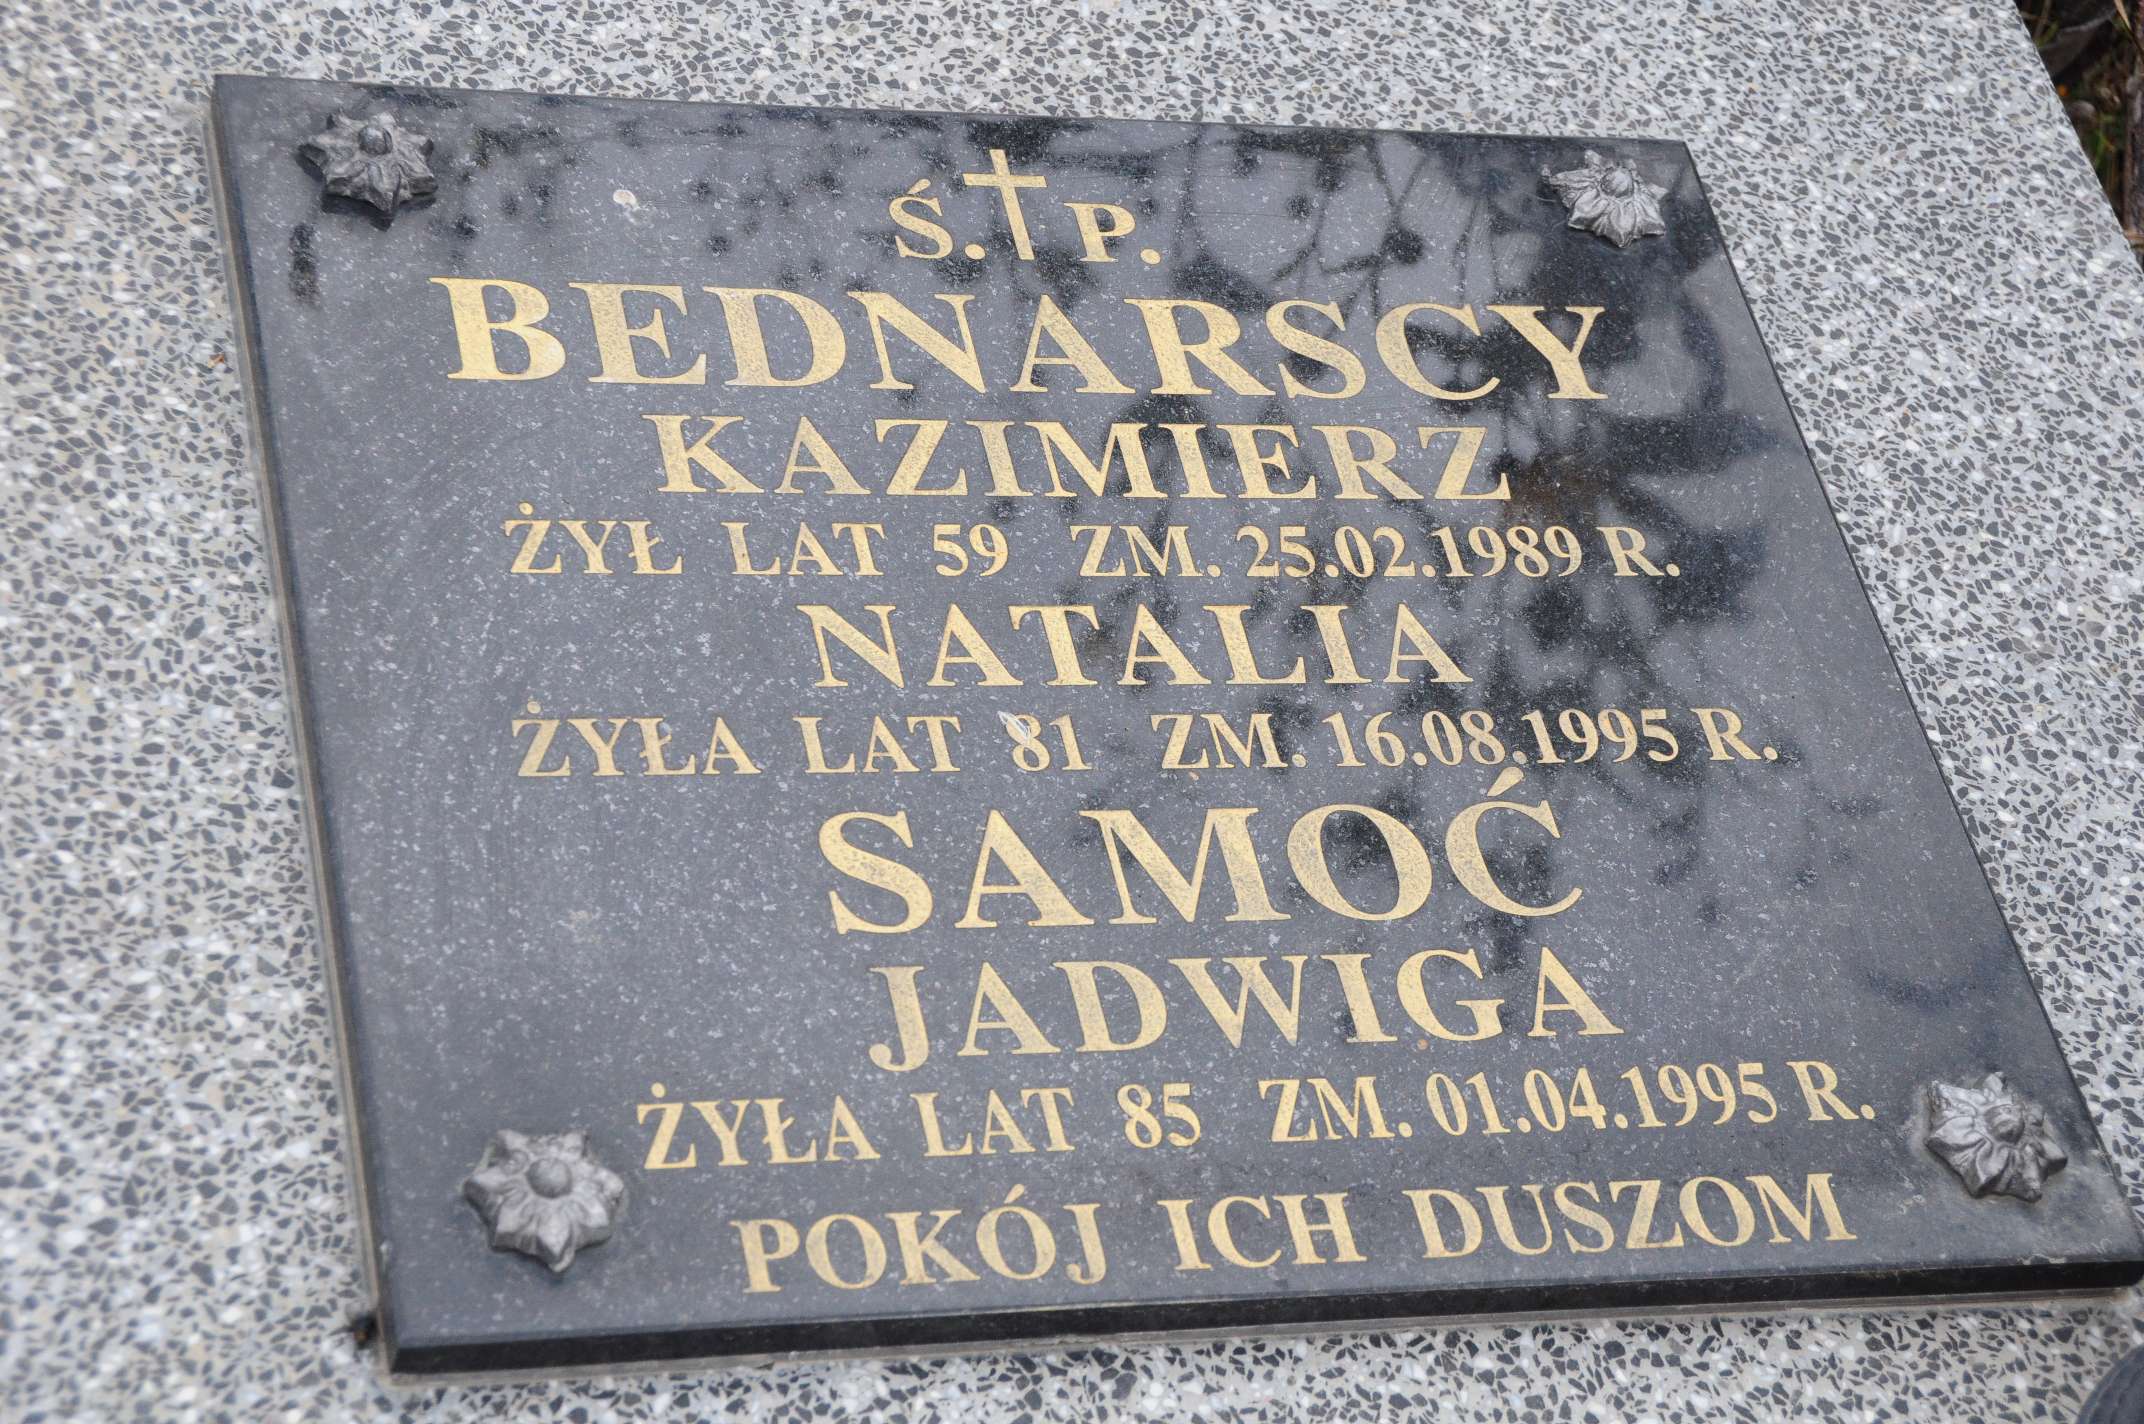 Ś. † P.
BEDNARSCY
KAZIMIERZ
ŻYŁ LAT 59 ZM. 25.02.1989 R.
NATALIA
ŻYŁA LAT 81 ZM. 16.08.1995 R.
SAMOĆ
JADWIGA
ŻYŁA LAT 85 ZM. 01.04.1995 R.
POKÓJ ICH DUSZOM